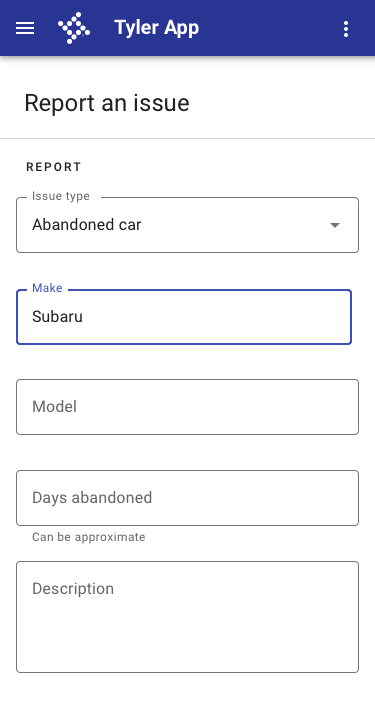 Tyler App
Report an issue
REPORT
Issue type
Abandoned car
Make
Subaru
Model
Days abandoned
Can be approximate
Description